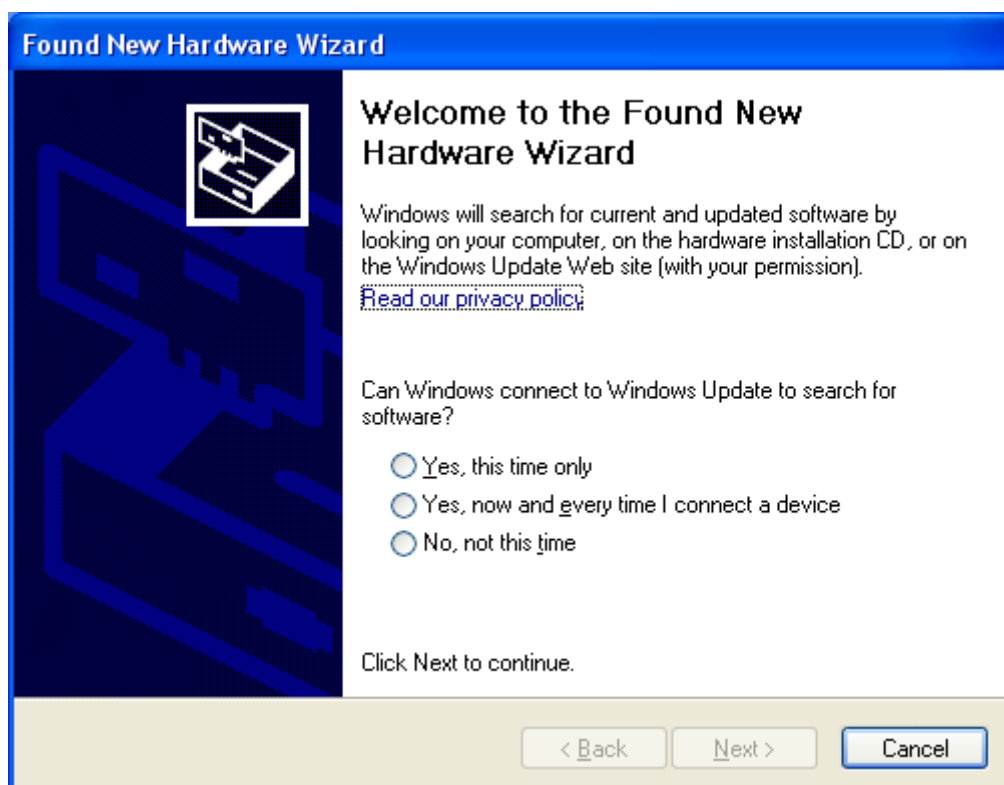 Found New Hardware Wizard
Welcome to the Found New
Hardware Wizard
Windows will search for current and updated software by
looking on your computer, on the hardware installation CD, or on
the Windows Update Web site (with your permission).
Read our privacy policy
Can Windows connect to Windows Update to search for
software?
Yes, this time only
Yes, now and every time I connect a device
No, not this time
Click Next to continue.
< Back Next > Cancel